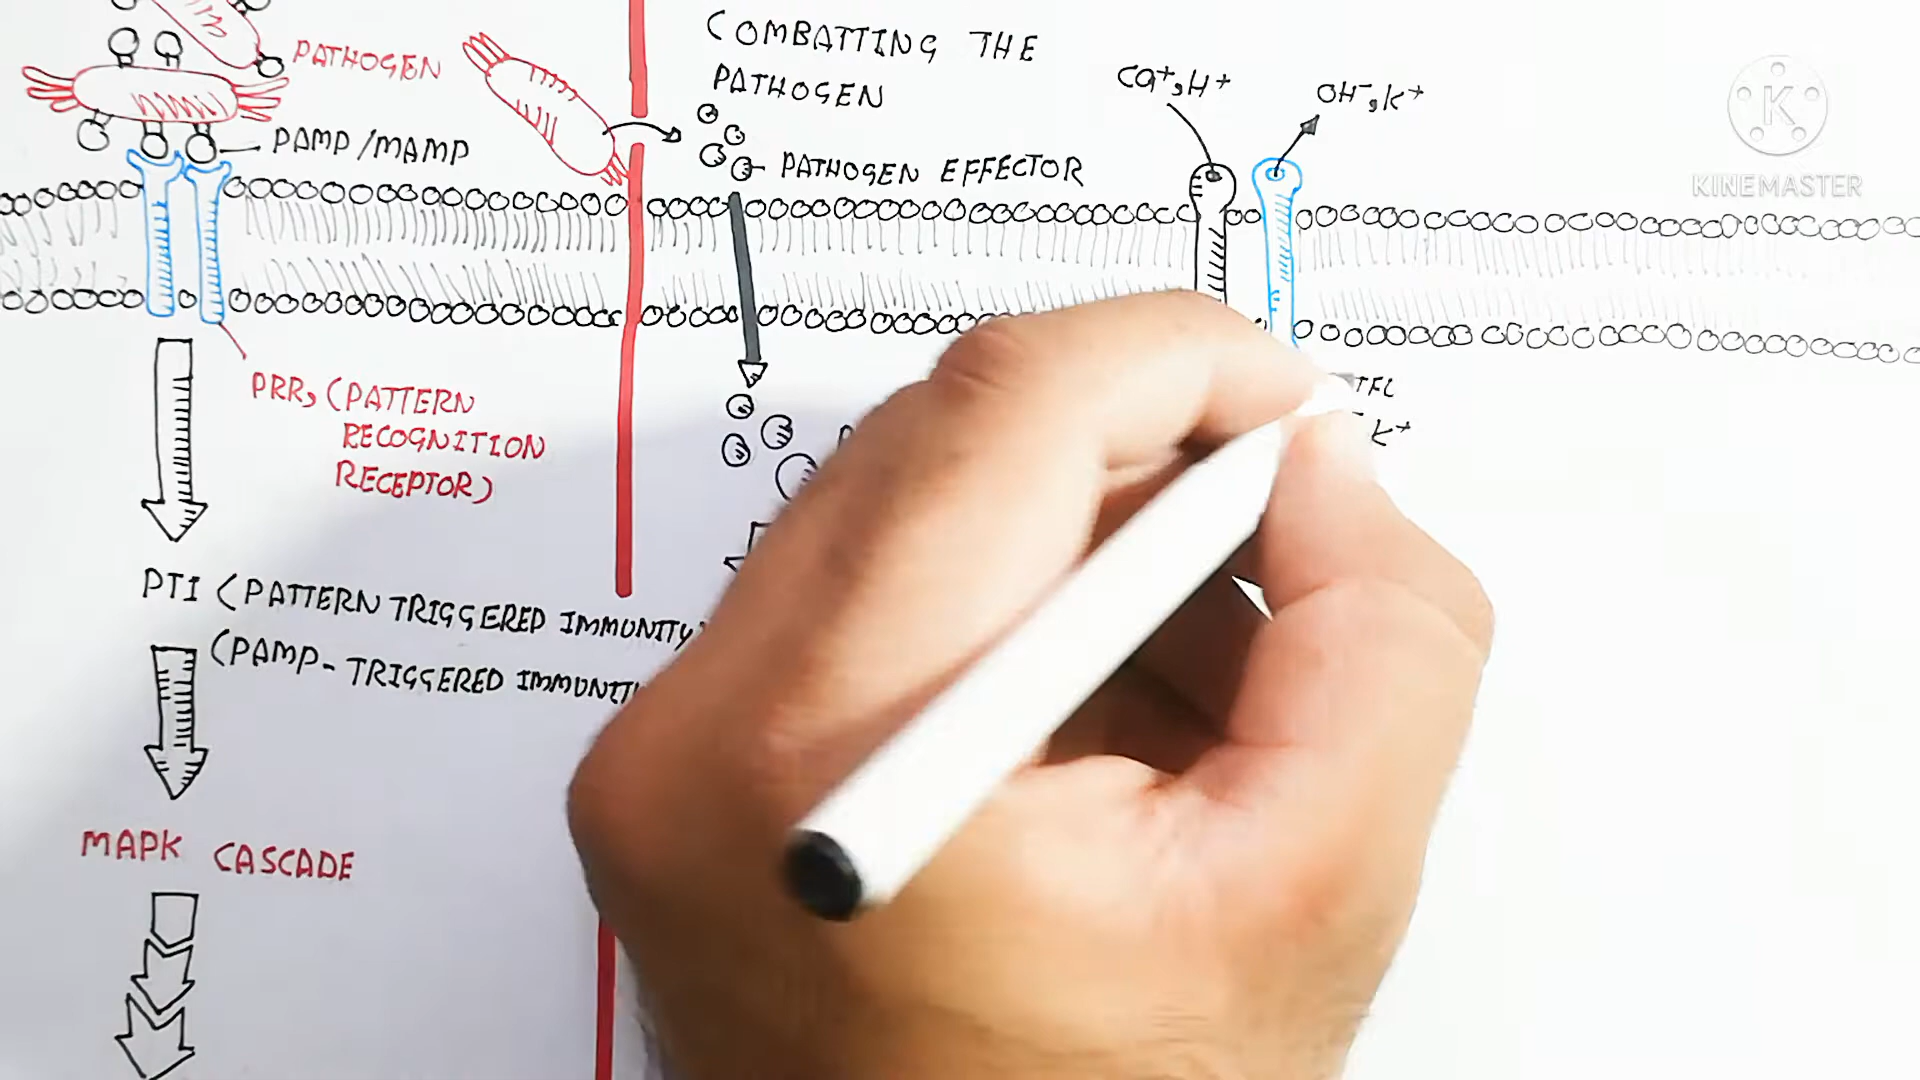 PATHOGEN
PAMP/MAMP
PRR, (PATTERN
RECOGNITION
RECEPTOR)
PTI (PATTERN TRIGGERED IMMUNITY)
(PAMP-TRIGGERED IMMUNITY
MAPK CASCADE
COMBATTING THE
PATHOGEN
PATHOGEN EFFECTOR
Ca+, H+
OH-, K+
K+
K
KINEMASTER